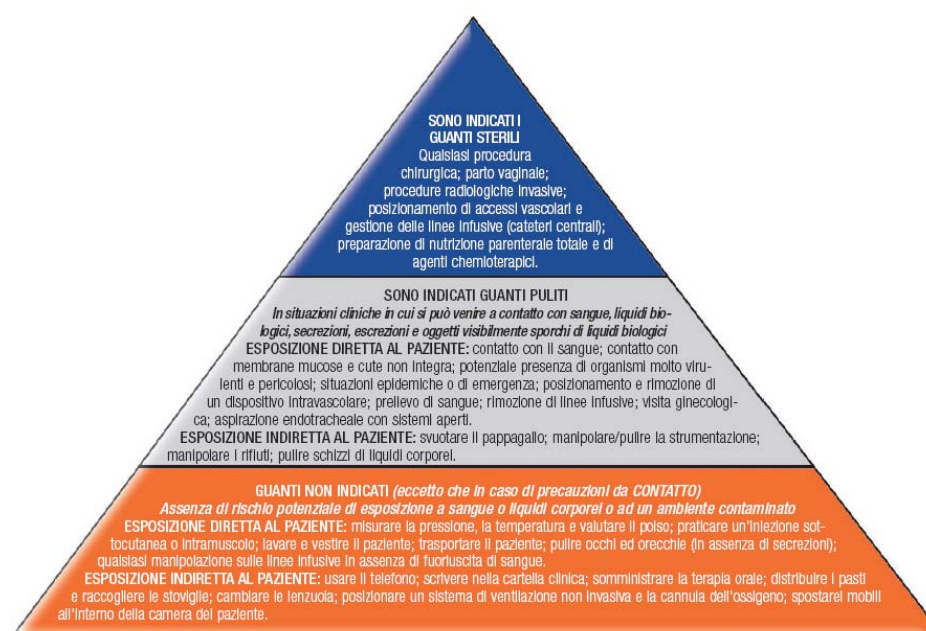 SONO INDICATI I
GUANTI STERILI
Qualsiasi procedura
chirurgica; parto vaginale;
procedure radiologiche invasive;
posizionamento di accessi vascolari e
gestione delle linee infusive (cateteri centrali);
preparazione di nutrizione parenterale totale e di
agenti chemioterapici.
SONO INDICATI GUANTI PULITI
In situazioni cliniche in cui si può venire a contatto con sangue, liquidi bio-
logici, secrezioni, escrezioni e oggetti visibilmente sporchi di liquidi biologici
ESPOSIZIONE DIRETTA AL PAZIENTE: contatto con il sangue; contatto con
membrane mucose e cute non integra; potenziale presenza di organismi molto viru-
lenti e pericolosi; situazioni epidemiche o di emergenza; posizionamento e rimozione di
un dispositivo intravascolare; prelievo di sangue; rimozione di linee infusive; visita ginecologi-
ca; aspirazione endotracheale con sistemi aperti.
ESPOSIZIONE INDIRETTA AL PAZIENTE: svuotare il pappagallo; manipolare/pulire la strumentazione;
manipolare i rifiuti; pulire schizzi di liquidi corporei.
GUANTI NON INDICATI (eccetto che in caso di precauzioni da CONTATTO)
Assenza di rischio potenziale di esposizione a sangue o liquidi corporei o ad un ambiente contaminato
ESPOSIZIONE DIRETTA AL PAZIENTE: misurare la pressione, la temperatura e valutare il polso; praticare un'iniezione sot-
tocutanea o intramuscolo; lavare e vestire il paziente; trasportare il paziente; pulire occhi ed orecchie (in assenza di secrezioni);
qualsiasi manipolazione sulle linee infusive in assenza di fuoriuscita di sangue.
ESPOSIZIONE INDIRETTA AL PAZIENTE: usare il telefono; scrivere nella cartella clinica; somministrare la terapia orale; distribuire i pasti
e raccogliere le stoviglie; cambiare le lenzuola; posizionare un sistema di ventilazione non invasiva e la cannula dell'ossigeno; spostarei mobili
all'interno della camera del paziente.